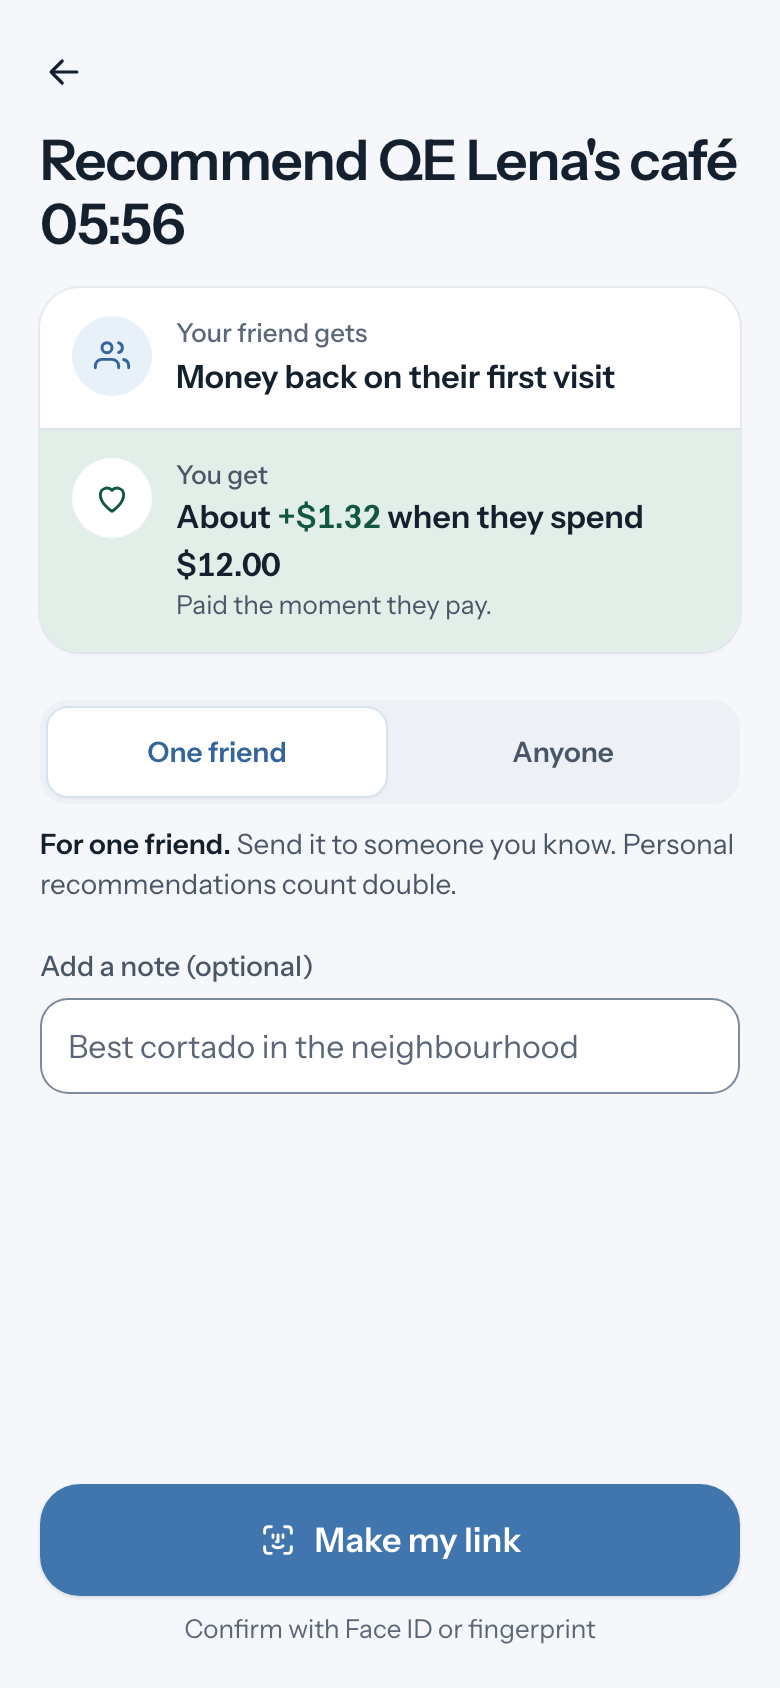 Recommend QE Lena's café
05:56
Your friend gets
Money back on their first visit
You get
About +$1.32 when they spend
$12.00
Paid the moment they pay.
One friend
Anyone
For one friend. Send it to someone you know. Personal
recommendations count double.
Add a note (optional)
Best cortado in the neighbourhood
Make my link
Confirm with Face ID or fingerprint